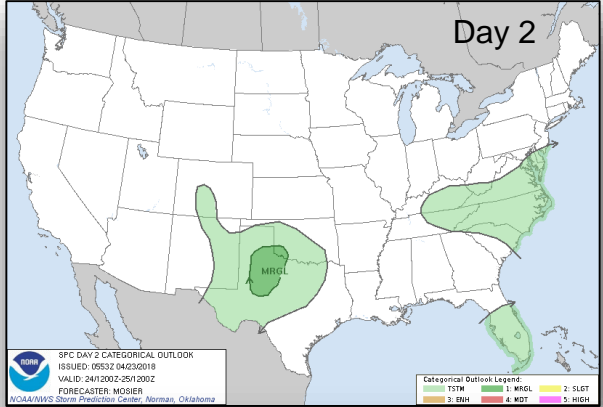 Day 2
MRGL
NOAA
SPC DAY 2 CATEGORICAL OUTLOOK
ISSUED: 0553Z 04/23/2018
VALID: 24/1200Z-25/1200Z
FORECASTER: MOSIER
NOAA/NWS Storm Prediction Center, Norman, Oklahoma
Categorical Outlook Legend:
TSTM 1: MRGL 2: SLGT
3: ENH 4: MDT 5: HIGH